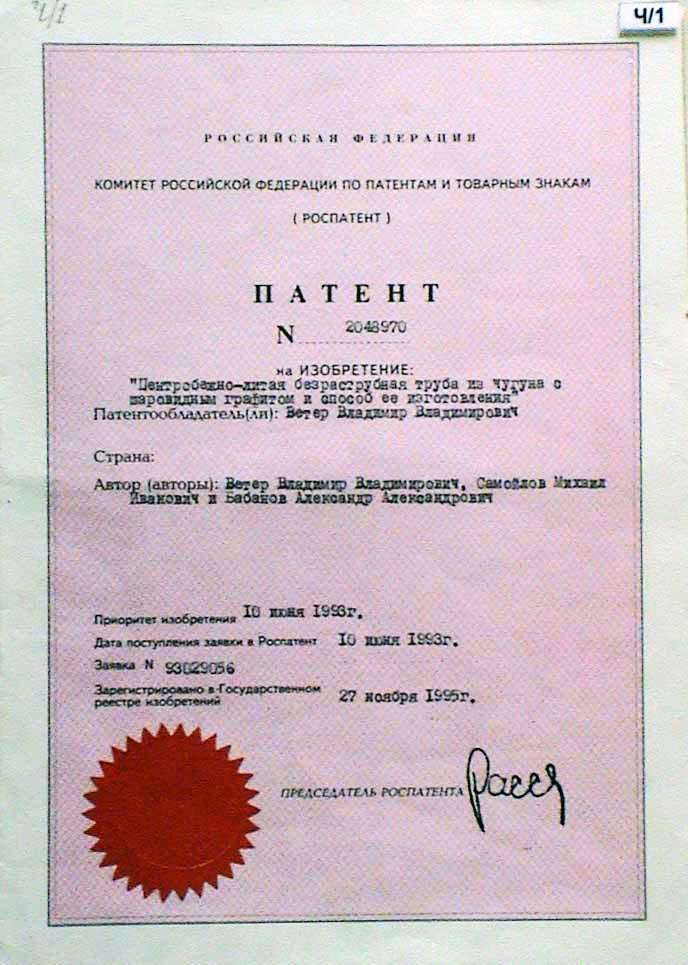 Ч/1
Ч/1
РОССИЙСКАЯ ФЕДЕРАЦИЯ
КОМИТЕТ РОССИЙСКОЙ ФЕДЕРАЦИИ ПО ПАТЕНТАМ И ТОВАРНЫМ ЗНАКАМ
( РОСПАТЕНТ )
ПАТЕНТ
N 2048970
на ИЗОБРЕТЕНИЕ:
"Центробежно-литая безраструбная труба из чугуна с
шаровидным графитом и способ ее изготовления"
Патентообладатель(ли): Ветер Владимир Владимирович
Страна:
Автор (авторы): Ветер Владимир Владимирович, Самойлов Михаил
Иванович и Бабанов Александр Александрович
Приоритет изобретения 10 июня 1993г.
Дата поступления заявки в Роспатент 10 июня 1993г.
Заявка N 93029056
Зарегистрировано в Государственном
реестре изобретений 27 ноября 1995г.
ПРЕДСЕДАТЕЛЬ РОСПАТЕНТА